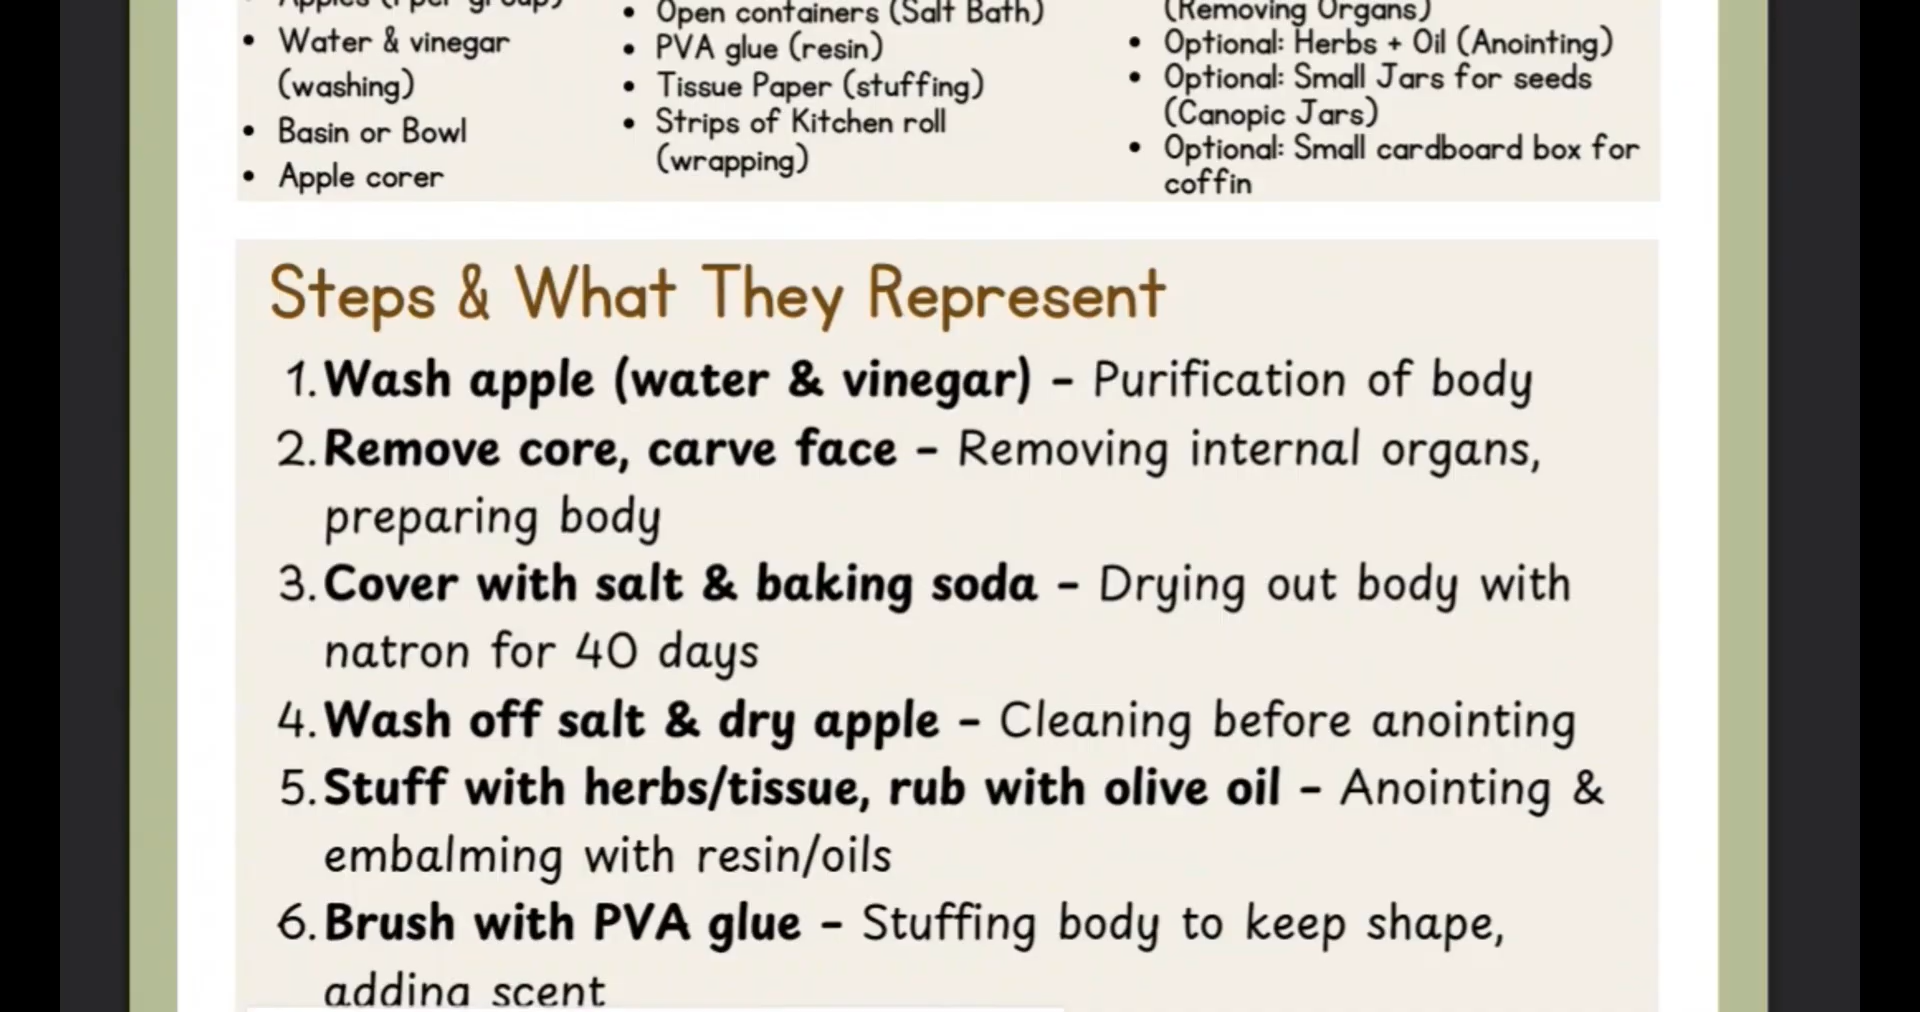 Apples (1 per group)
• Water & vinegar
(washing)
• Basin or Bowl
• Apple corer
• Open containers (Salt Bath)
• PVA glue (resin)
• Tissue Paper (stuffing)
• Strips of Kitchen roll
(wrapping)
(Removing Organs)
• Optional: Herbs + Oil (Anointing)
• Optional: Small Jars for seeds
(Canopic Jars)
• Optional: Small cardboard box for
coffin
Steps & What They Represent
1. Wash apple (water & vinegar) - Purification of body
2. Remove core, carve face - Removing internal organs,
preparing body
3. Cover with salt & baking soda - Drying out body with
natron for 40 days
4. Wash off salt & dry apple - Cleaning before anointing
5. Stuff with herbs/tissue, rub with olive oil - Anointing &
embalming with resin/oils
6. Brush with PVA glue - Stuffing body to keep shape,
adding scent